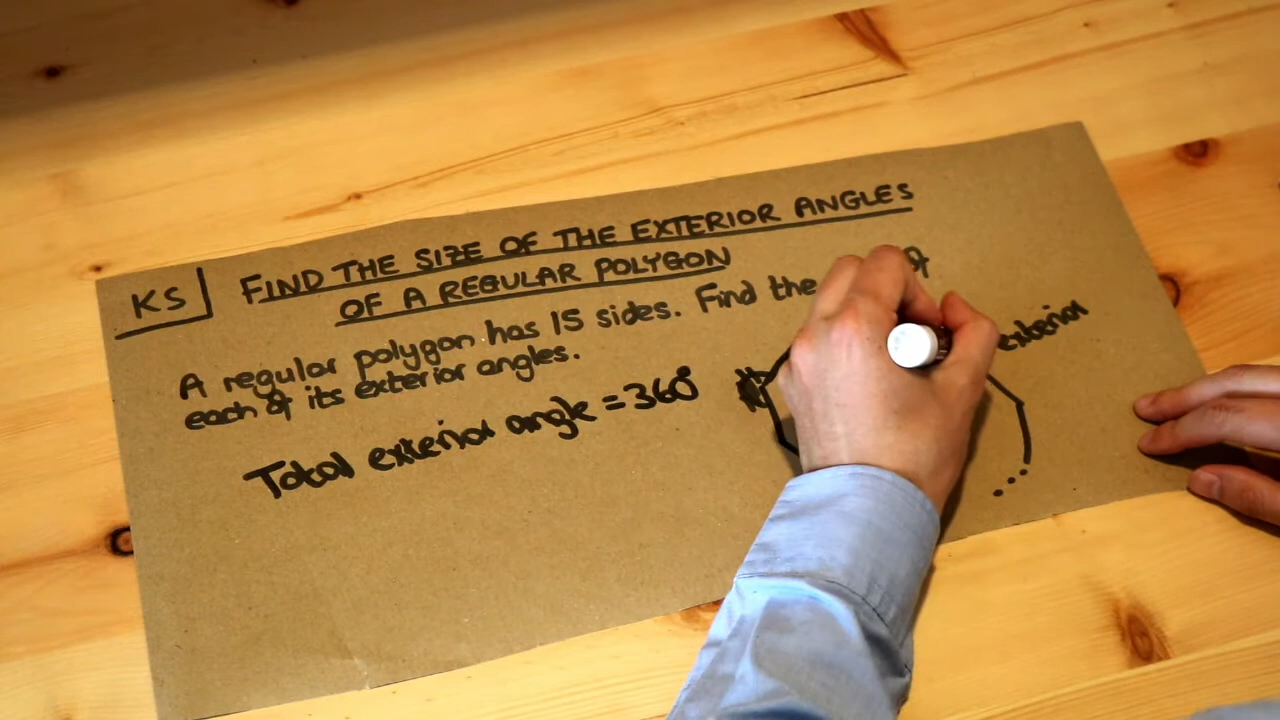 KS
FIND THE SIZE OF THE EXTERIOR ANGLES
OF A REGULAR POLYGON
A regular polygon has 15 sides. Find the
each of its exterior angles.
Total exterior angle = 360°
exterior